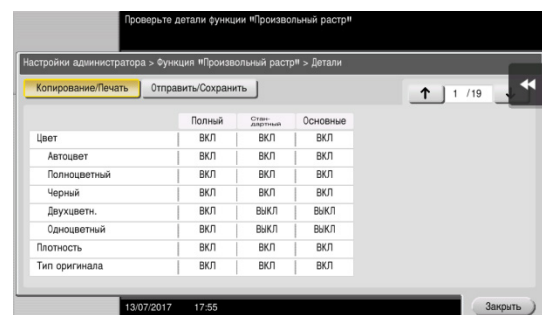 Проверьте детали функции "Произвольный растр"
Настройки администратора > Функция "Произвольный растр" > Детали
Копирование/Печать Отправить/Сохранить 1 /19
Полный Стан-дартный Основные
Цвет ВКЛ ВКЛ ВКЛ
Автоцвет ВКЛ ВКЛ ВКЛ
Полноцветный ВКЛ ВКЛ ВКЛ
Черный ВКЛ ВКЛ ВКЛ
Двухцветн. ВКЛ ВЫКЛ ВЫКЛ
Одноцветный ВКЛ ВЫКЛ ВЫКЛ
Плотность ВКЛ ВКЛ ВКЛ
Тип оригинала ВКЛ ВКЛ ВКЛ
13/07/2017 17:55 Закрыть